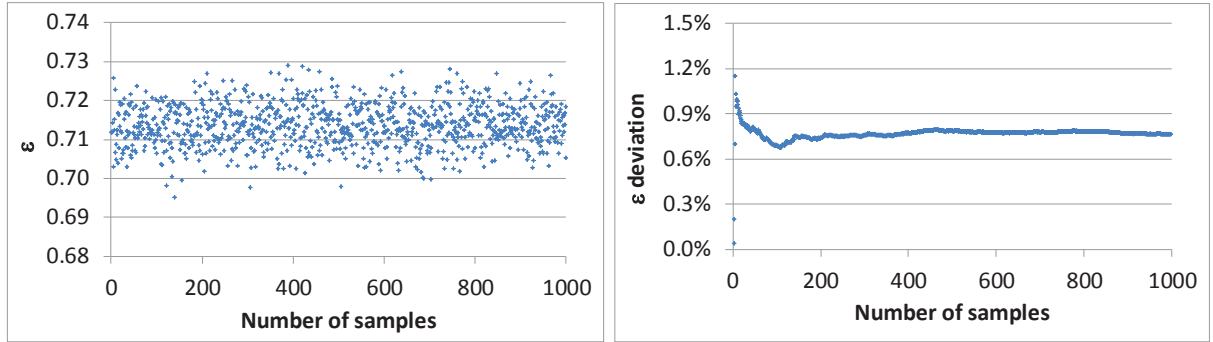 0.74
0.73
0.72
0.71
0.70
0.69
0.68
ε
0 200 400 600 800 1000
Number of samples
1.5%
1.2%
0.9%
0.6%
0.3%
0.0%
ε deviation
0 200 400 600 800 1000
Number of samples